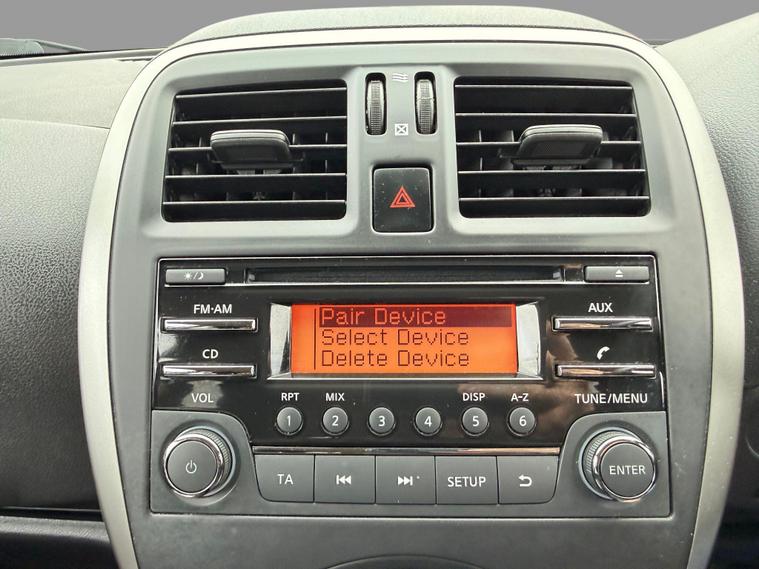 FM·AM
AUX
Pair Device
Select Device
Delete Device
CD
VOL
RPT MIX DISP A-Z
TUNE/MENU
1 2 3 4 5 6
TA
SETUP
ENTER